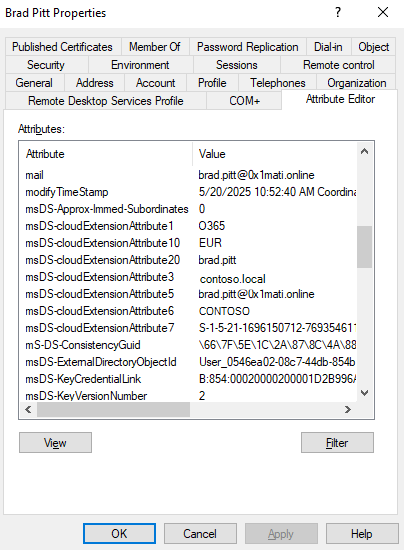 Brad Pitt Properties ? ×
Published Certificates Member Of Password Replication Dial-in Object
Security Environment Sessions Remote control
General Address Account Profile Telephones Organization
Remote Desktop Services Profile COM+ Attribute Editor
Attributes:
Attribute Value
mail brad.pitt@0x1mati.online
modifyTimeStamp 5/20/2025 10:52:40 AM Coordina
msDS-Approx-Immed-Subordinates 0
msDS-cloudExtensionAttribute1 O365
msDS-cloudExtensionAttribute10 EUR
msDS-cloudExtensionAttribute20 brad.pitt
msDS-cloudExtensionAttribute3 contoso.local
msDS-cloudExtensionAttribute5 brad.pitt@0x1mati.online
msDS-cloudExtensionAttribute6 CONTOSO
msDS-cloudExtensionAttribute7 S-1-5-21-1696150712-769354611
mS-DS-ConsistencyGuid \66\7F\5E\1C\2A\87\8C\4A\88
msDS-ExternalDirectoryObjectId User_0546ea02-08c7-44db-854b
msDS-KeyCredentialLink B:854:00020000200001D2B996A
msDS-KeyVersionNumber 2
View Filter
OK Cancel Apply Help